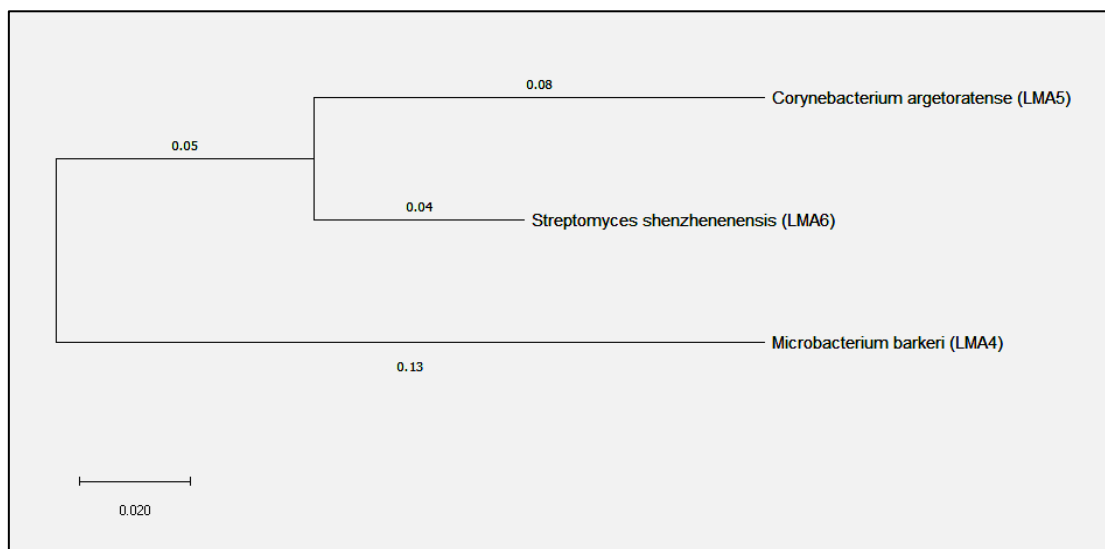 0.08
Corynebacterium argetoratense (LMA5)
0.05
0.04
Streptomyces shenzhenenensis (LMA6)
Microbacterium barkeri (LMA4)
0.13
0.020